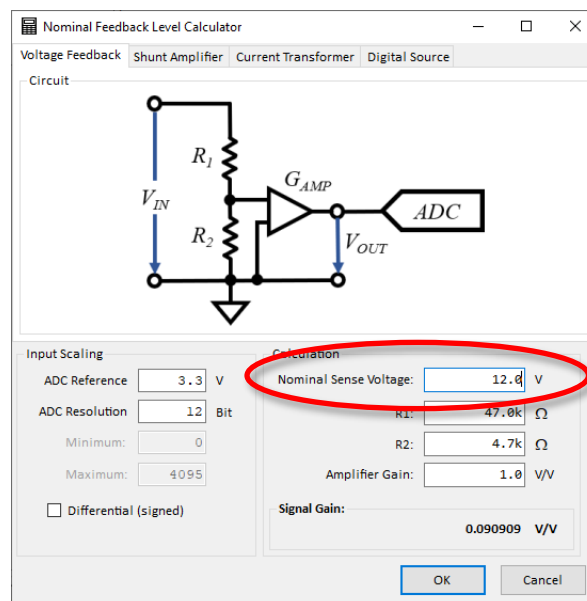 Nominal Feedback Level Calculator
Voltage Feedback Shunt Amplifier Current Transformer Digital Source
Circuit
R1
GAMP
VIN
ADC
R2
VOUT
Input Scaling
Calculation
ADC Reference 3.3 V
Nominal Sense Voltage: 12.0 V
ADC Resolution 12 Bit
R1: 47.0k Ω
Minimum: 0
R2: 4.7k Ω
Maximum: 4095
Amplifier Gain: 1.0 V/V
Differential (signed)
Signal Gain:
0.090909 V/V
OK Cancel